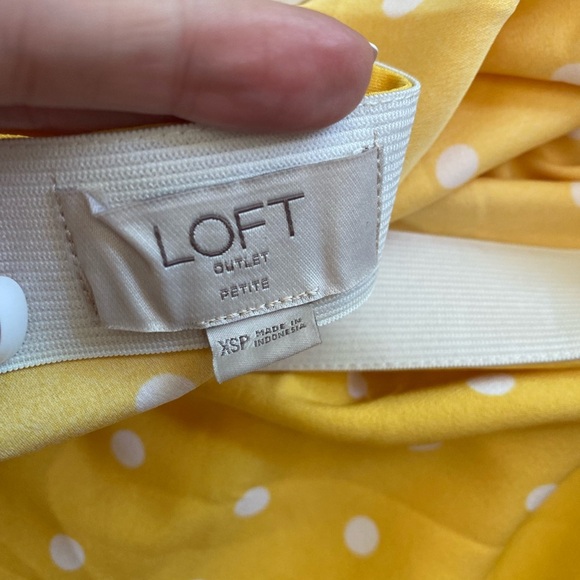 LOFT
OUTLET
PETITE
XSP MADE IN
INDONESIA